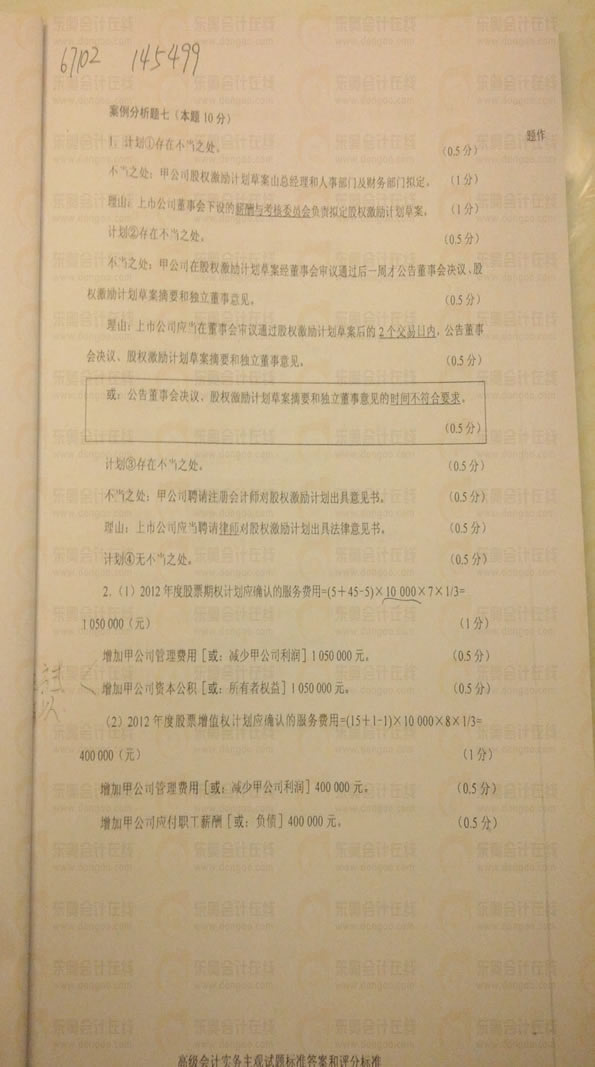 67102 145499
案例分析题七（本题10分）
题作
1．计划①存在不当之处。 （0.5分）
不当之处：甲公司股权激励计划草案由总经理和人事部门及财务部门拟定。 （1分）
理由：上市公司董事会下设的薪酬与考核委员会负责拟定股权激励计划草案。 （1分）
计划②存在不当之处。 （0.5分）
不当之处：甲公司在股权激励计划草案经董事会审议通过后一周才公告董事会决议、股
权激励计划草案摘要和独立董事意见。 （0.5分）
理由：上市公司应当在董事会审议通过股权激励计划草案后的2个交易日内，公告董事
会决议、股权激励计划草案摘要和独立董事意见。 （0.5分）
或：公告董事会决议、股权激励计划草案摘要和独立董事意见的时间不符合要求。
（0.5分）
计划③存在不当之处。 （0.5分）
不当之处：甲公司聘请注册会计师对股权激励计划出具意见书。 （0.5分）
理由：上市公司应当聘请律师对股权激励计划出具法律意见书。 （0.5分）
计划④无不当之处。 （0.5分）
2．（1）2012年度股票期权计划应确认的服务费用=(5＋45-5)×10 000×7×1/3=
1 050 000（元） （1分）
增加甲公司管理费用［或：减少甲公司利润］1 050 000元。 （0.5分）
增加甲公司资本公积［或：所有者权益］1 050 000元。 （0.5分）
（2）2012年度股票增值权计划应确认的服务费用=(15＋1-1)×10 000×8×1/3=
400 000（元） （1分）
增加甲公司管理费用［或：减少甲公司利润］400 000元。 （0.5分）
增加甲公司应付职工薪酬［或：负债］400 000元。 （0.5分）
高级会计实务主观试题标准答案和评分标准
东奥会计在线
www.dongao.com